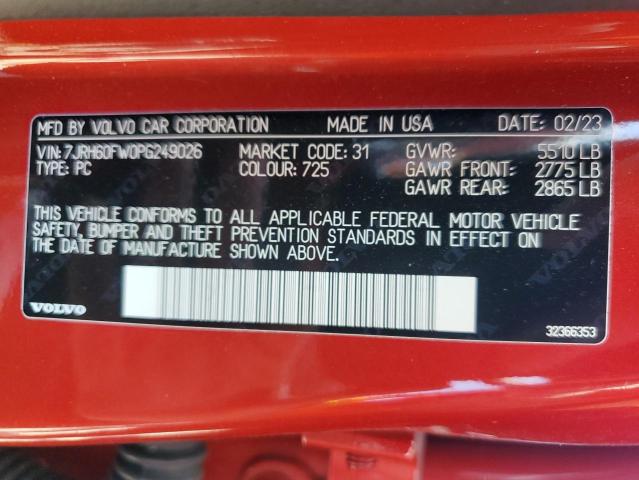 MFD BY VOLVO CAR CORPORATION MADE IN USA DATE: 02/23
VIN: 7JRH60FW0PG249026 MARKET CODE: 31 GVWR: 5510 LB
TYPE: PC COLOUR: 725 GAWR FRONT: 2775 LB
GAWR REAR: 2865 LB
THIS VEHICLE CONFORMS TO ALL APPLICABLE FEDERAL MOTOR VEHICLE
SAFETY, BUMPER AND THEFT PREVENTION STANDARDS IN EFFECT ON
THE DATE OF MANUFACTURE SHOWN ABOVE.
VOLVO 32366353